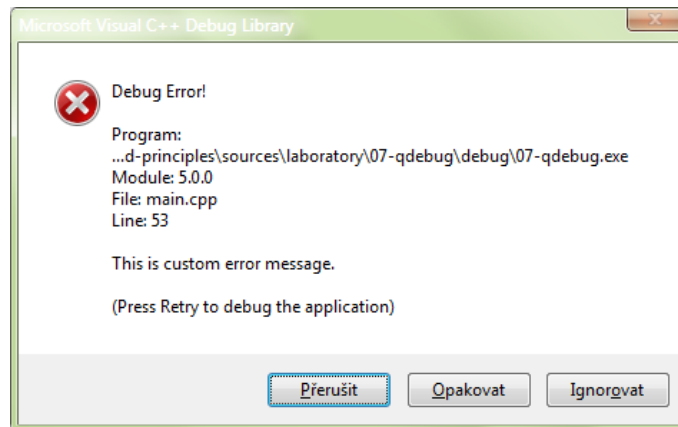 Microsoft Visual C++ Debug Library
Debug Error!
Program:
...d-principles\sources\laboratory\07-qdebug\debug\07-qdebug.exe
Module: 5.0.0
File: main.cpp
Line: 53
This is custom error message.
(Press Retry to debug the application)
Přerušit
Opakovat
Ignorovat